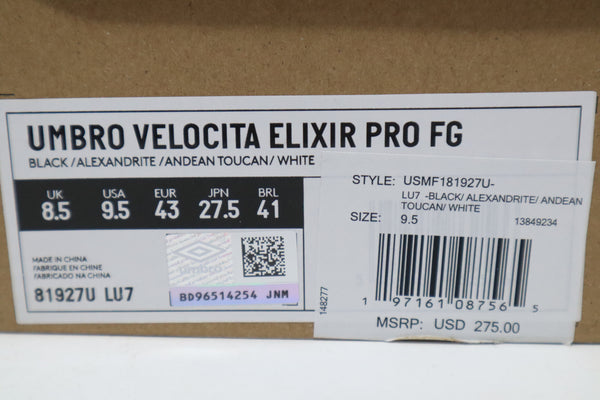 UMBRO VELOCITA ELIXIR PRO FG
BLACK/ALEXANDRITE/ANDEAN TOUCAN/WHITE
UK USA EUR JPN BRL
8.5 9.5 43 27.5 41
MADE IN CHINA
FABRIQUE EN CHINE
FABRICADO NA CHINA
81927U LU7
umbro
BD96514254 JNM
STYLE: USMF181927U-
LU7 -BLACK/ ALEXANDRITE/ ANDEAN
TOUCAN/ WHITE
SIZE: 9.5
13849234
148277
1 97161 08756 5
MSRP: USD 275.00